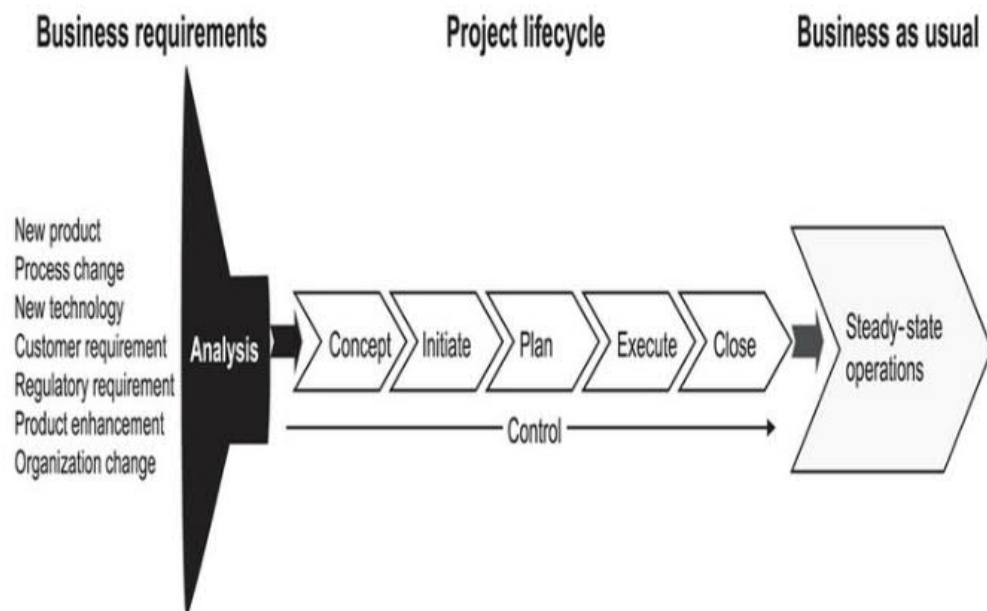 Business requirements
Project lifecycle
Business as usual
New product
Process change
New technology
Customer requirement
Regulatory requirement
Product enhancement
Organization change
Analysis
Concept
Initiate
Plan
Execute
Close
Control
Steady-state
operations